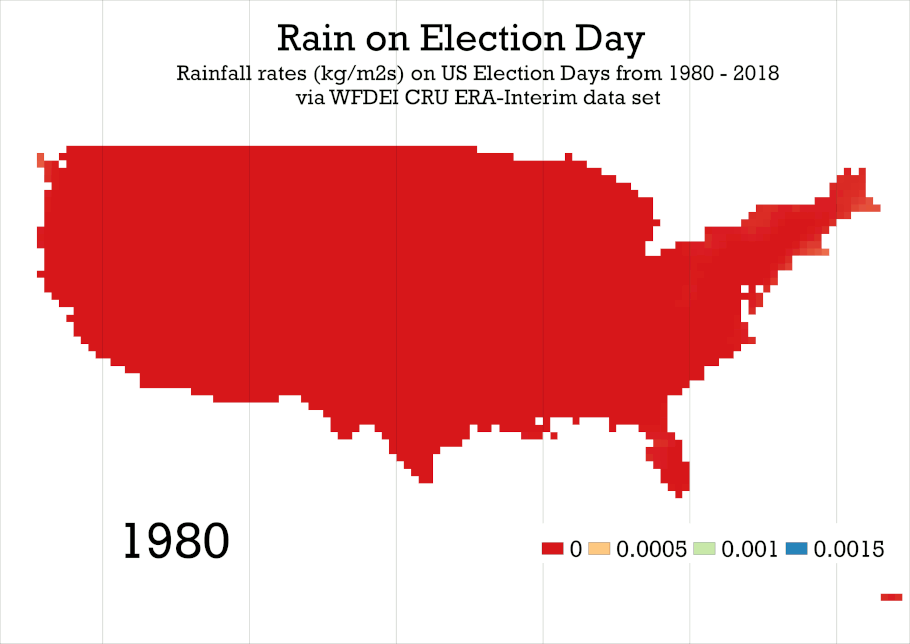 Rain on Election Day
Rainfall rates (kg/m2s) on US Election Days from 1980 - 2018
via WFDEI CRU ERA-Interim data set
1980
0 0.0005 0.001 0.0015